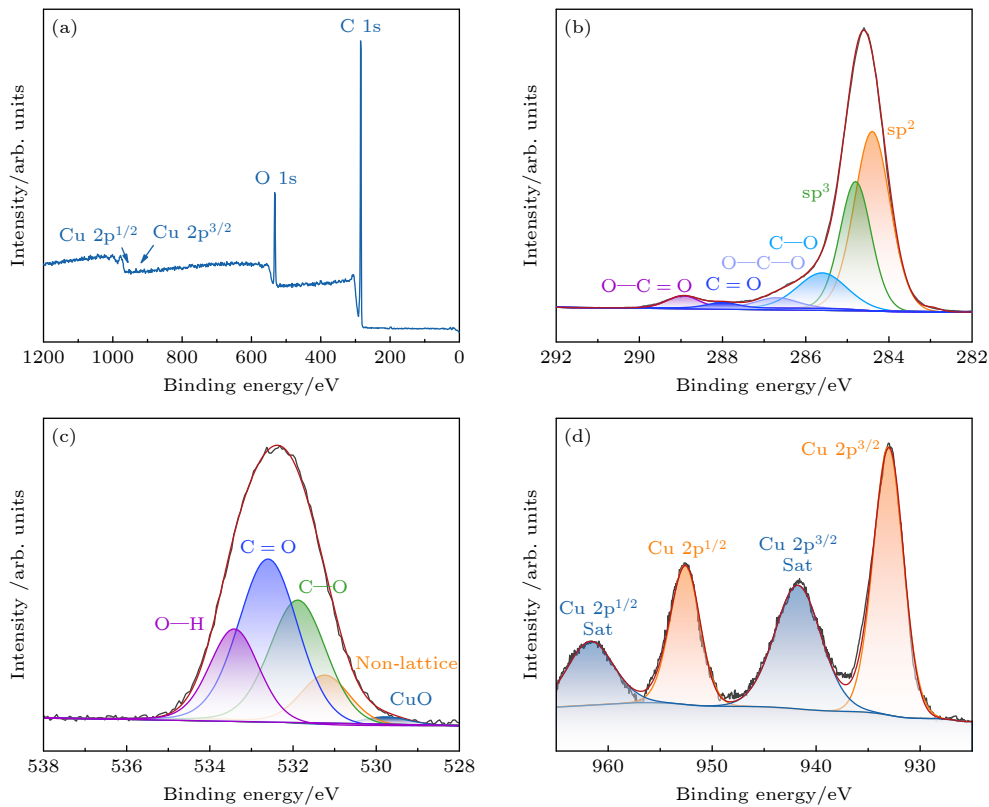 (a)
C 1s
O 1s
Cu 2p1/2
Cu 2p3/2
Intensity/arb. units
1200 1000 800 600 400 200 0
Binding energy/eV
(b)
sp2
sp3
C—O
O—C—O
O—C=O
C=O
Intensity/arb. units
292 290 288 286 284 282
Binding energy/eV
(c)
C=O
C—O
O—H
Non-lattice
CuO
Intensity /arb. units
538 536 534 532 530 528
Binding energy/eV
(d)
Cu 2p3/2
Cu 2p1/2
Cu 2p3/2
Sat
Cu 2p1/2
Sat
Intensity/arb. units
960 950 940 930
Binding energy/eV